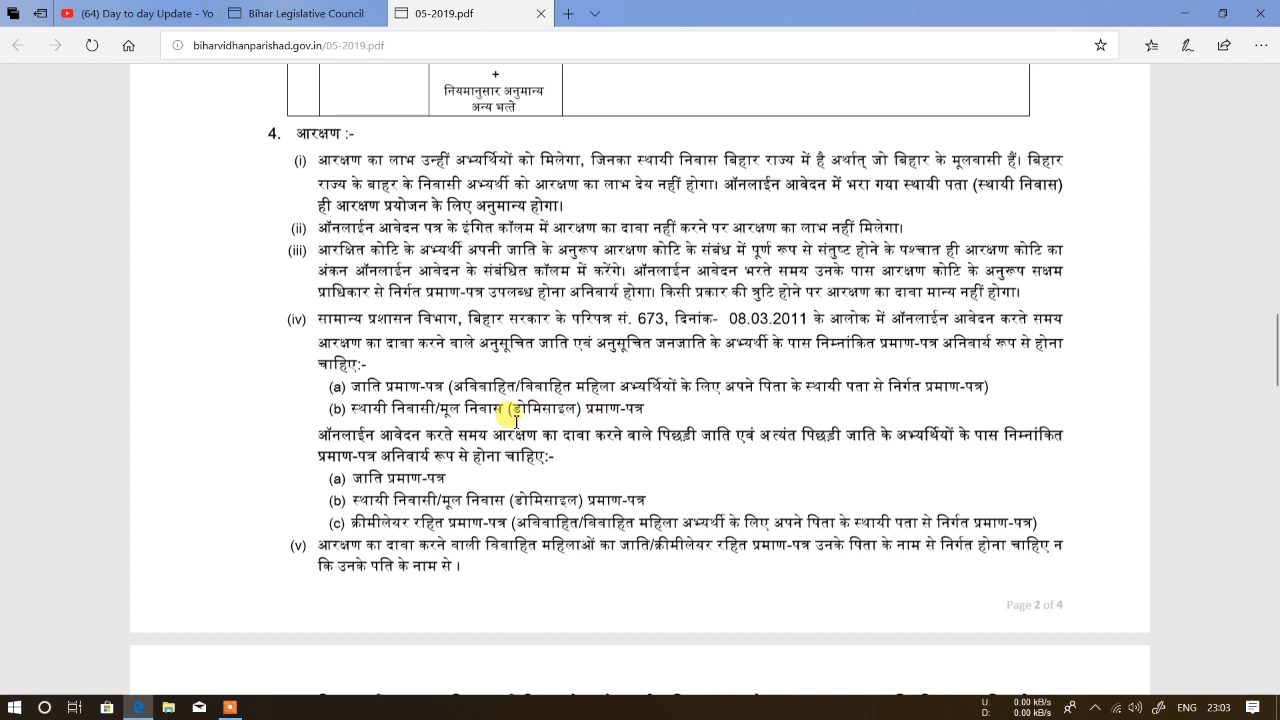 (64) Day to day Update -
Bihar Legislative Council
05-2019.pdf
biharvidhanparishad.gov.in/05-2019.pdf
+
नियमानुसार अनुमान्य
अन्य भत्ते
4. आरक्षण :-
(i) आरक्षण का लाभ उन्हीं अभ्यर्थियों को मिलेगा, जिनका स्थायी निवास बिहार राज्य में है अर्थात् जो बिहार के मूलवासी हैं। बिहार
राज्य के बाहर के निवासी अभ्यर्थी को आरक्षण का लाभ देय नहीं होगा। ऑनलाईन आवेदन में भरा गया स्थायी पता (स्थायी निवास)
ही आरक्षण प्रयोजन के लिए अनुमान्य होगा।
(ii) ऑनलाईन आवेदन पत्र के इंगित कॉलम में आरक्षण का दावा नहीं करने पर आरक्षण का लाभ नहीं मिलेगा।
(iii) आरक्षित कोटि के अभ्यर्थी अपनी जाति के अनुरूप आरक्षण कोटि के संबंध में पूर्ण रूप से संतुष्ट होने के पश्चात ही आरक्षण कोटि का
अंकन ऑनलाईन आवेदन के संबंधित कॉलम में करेंगे। ऑनलाईन आवेदन भरते समय उनके पास आरक्षण कोटि के अनुरूप सक्षम
प्राधिकार से निर्गत प्रमाण-पत्र उपलब्ध होना अनिवार्य होगा। किसी प्रकार की त्रुटि होने पर आरक्षण का दावा मान्य नहीं होगा।
(iv) सामान्य प्रशासन विभाग, बिहार सरकार के परिपत्र सं. 673, दिनांक- 08.03.2011 के आलोक में ऑनलाईन आवेदन करते समय
आरक्षण का दावा करने वाले अनुसूचित जाति एवं अनुसूचित जनजाति के अभ्यर्थी के पास निम्नांकित प्रमाण-पत्र अनिवार्य रूप से होना
चाहिए:-
(a) जाति प्रमाण-पत्र (अविवाहित/विवाहित महिला अभ्यर्थियों के लिए अपने पिता के स्थायी पता से निर्गत प्रमाण-पत्र)
(b) स्थायी निवासी/मूल निवास (डोमिसाइल) प्रमाण-पत्र
ऑनलाईन आवेदन करते समय आरक्षण का दावा करने वाले पिछड़ी जाति एवं अत्यंत पिछड़ी जाति के अभ्यर्थियों के पास निम्नांकित
प्रमाण-पत्र अनिवार्य रूप से होना चाहिए:-
(a) जाति प्रमाण-पत्र
(b) स्थायी निवासी/मूल निवास (डोमिसाइल) प्रमाण-पत्र
(c) क्रीमीलेयर रहित प्रमाण-पत्र (अविवाहित/विवाहित महिला अभ्यर्थी के लिए अपने पिता के स्थायी पता से निर्गत प्रमाण-पत्र)
(v) आरक्षण का दावा करने वाली विवाहित महिलाओं का जाति/क्रीमीलेयर रहित प्रमाण-पत्र उनके पिता के नाम से निर्गत होना चाहिए न
कि उनके पति के नाम से ।
Page 2 of 4
U: 0.00 kB/s
D: 0.00 kB/s
ENG 23:03